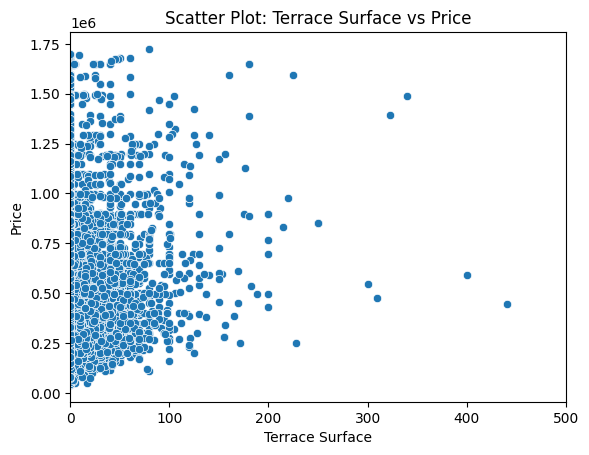 Scatter Plot: Terrace Surface vs Price
1e6
1.75
1.50
1.25
1.00
0.75
0.50
0.25
0.00
Price
0 100 200 300 400 500
Terrace Surface